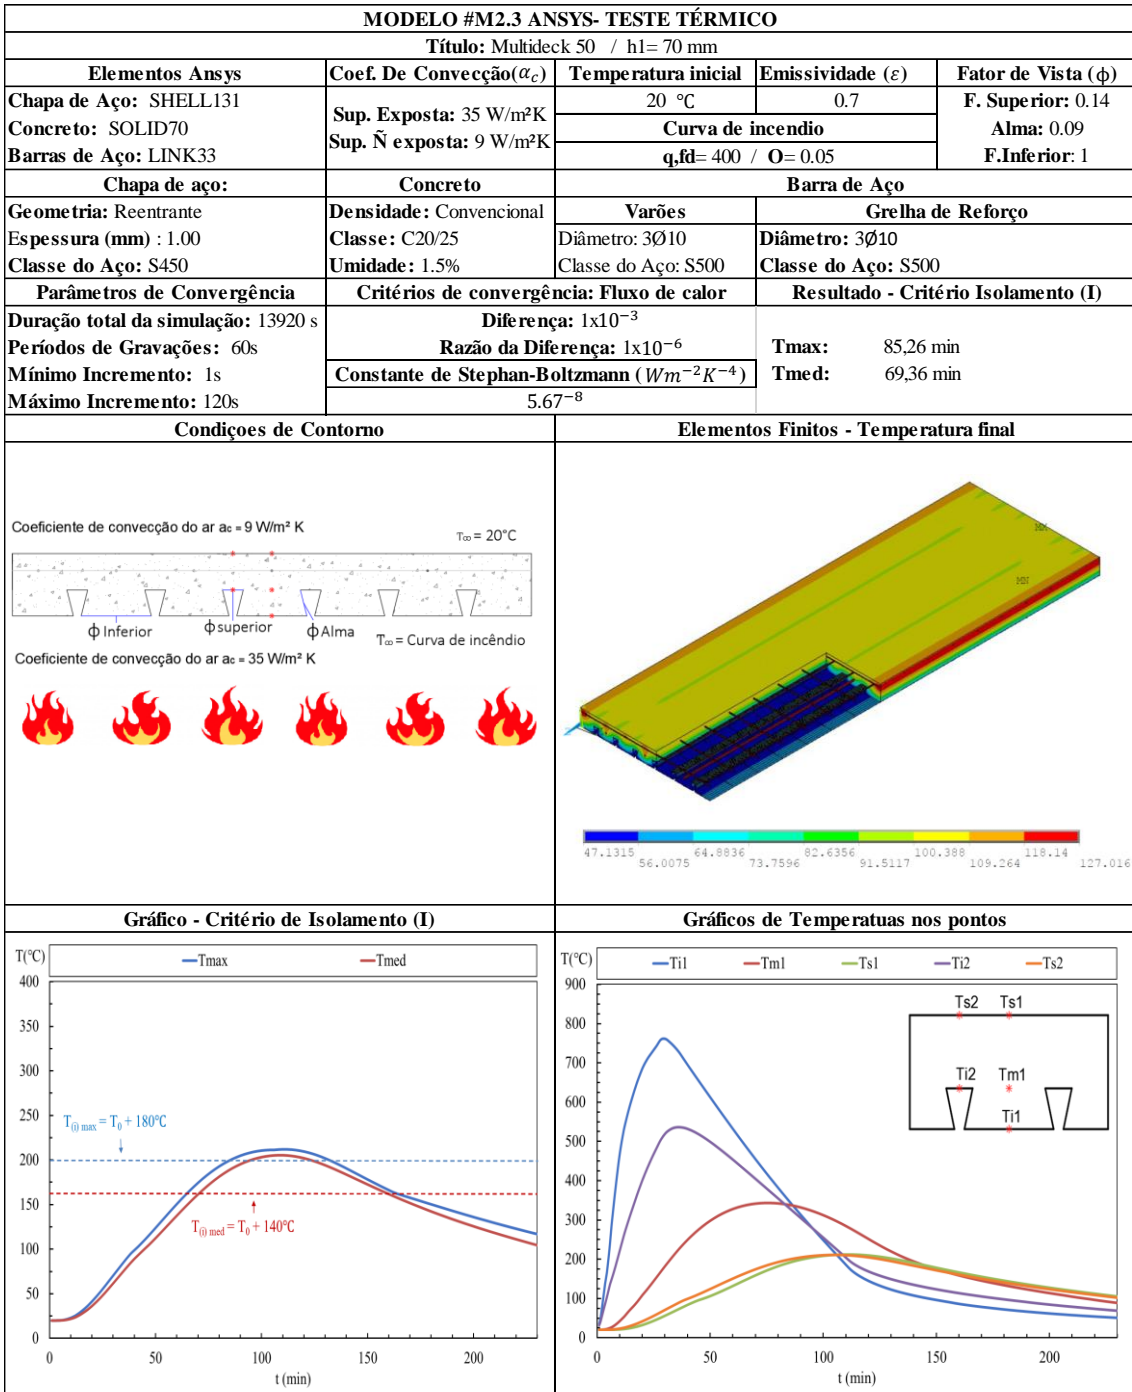 MODELO #M2.3 ANSYS- TESTE TÉRMICO
Título: Multideck 50 / h1= 70 mm
Elementos Ansys
Coef. De Convecção(α_c)
Temperatura inicial
Emissividade (ε)
Fator de Vista (ϕ)
Chapa de Aço: SHELL131
Concreto: SOLID70
Barras de Aço: LINK33
Sup. Exposta: 35 W/m²K
Sup. Ñ exposta: 9 W/m²K
20 °C
0.7
Curva de incendio
q,fd= 400 / O= 0.05
F. Superior: 0.14
Alma: 0.09
F.Inferior: 1
Chapa de aço:
Concreto
Barra de Aço
Geometria: Reentrante
Espessura (mm) : 1.00
Classe do Aço: S450
Densidade: Convencional
Classe: C20/25
Umidade: 1.5%
Varões
Diâmetro: 3Ø10
Classe do Aço: S500
Grelha de Reforço
Diâmetro: 3Ø10
Classe do Aço: S500
Parâmetros de Convergência
Critérios de convergência: Fluxo de calor
Resultado - Critério Isolamento (I)
Duração total da simulação: 13920 s
Períodos de Gravações: 60s
Mínimo Incremento: 1s
Máximo Incremento: 120s
Diferença: 1x10⁻³
Razão da Diferença: 1x10⁻⁶
Constante de Stephan-Boltzmann (Wm⁻²K⁻⁴)
5.67⁻⁸
Tmax: 85,26 min
Tmed: 69,36 min
Condiçoes de Contorno
Elementos Finitos - Temperatura final
Coeficiente de convecção do ar ac = 9 W/m² K
T∞ = 20°C
ϕ Inferior
ϕ superior
ϕ Alma
T∞ = Curva de incêndio
Coeficiente de convecção do ar ac = 35 W/m² K
MX
MN
47.1315 64.8836 82.6356 100.388 118.14
56.0075 73.7596 91.5117 109.264 127.016
Gráfico - Critério de Isolamento (I)
Gráficos de Temperatuas nos pontos
T(°C)
Tmax Tmed
400
350
300
250
200
150
100
50
0
T(i) max = T0 + 180°C
T(i) med = T0 + 140°C
0 50 100 150 200
t (min)
T(°C)
Ti1 Tm1 Ts1 Ti2 Ts2
900
800
700
600
500
400
300
200
100
0
Ts2 Ts1
Ti2 Tm1
Ti1
0 50 100 150 200
t (min)